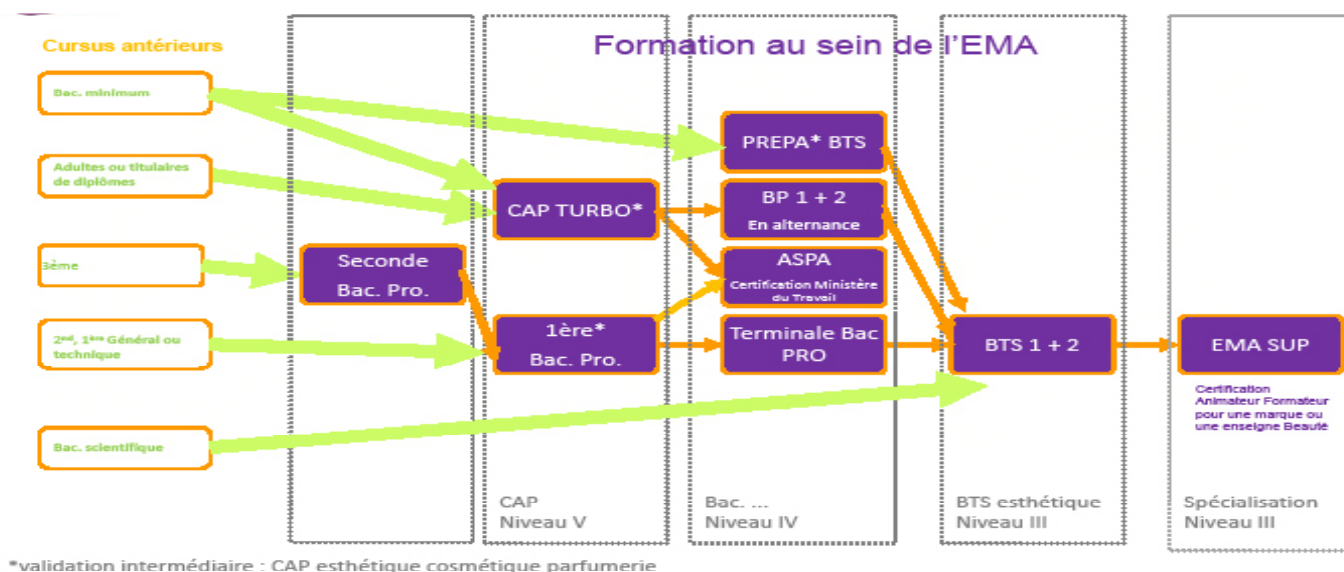 Cursus antérieurs
Formation au sein de l'EMA
Bac. minimum
Adultes ou titulaires
de diplômes
3ème
2nd, 1ère Général ou
technique
Bac. scientifique
Seconde
Bac. Pro.
CAP TURBO*
1ère*
Bac. Pro.
PREPA* BTS
BP 1 + 2
En alternance
ASPA
Certification Ministère
du Travail
Terminale Bac
PRO
BTS 1 + 2
EMA SUP
Certification
Animateur Formateur
pour une marque ou
une enseigne Beauté
CAP
Niveau V
Bac. ...
Niveau IV
BTS esthétique
Niveau III
Spécialisation
Niveau III
*validation intermédiaire : CAP esthétique cosmétique parfumerie